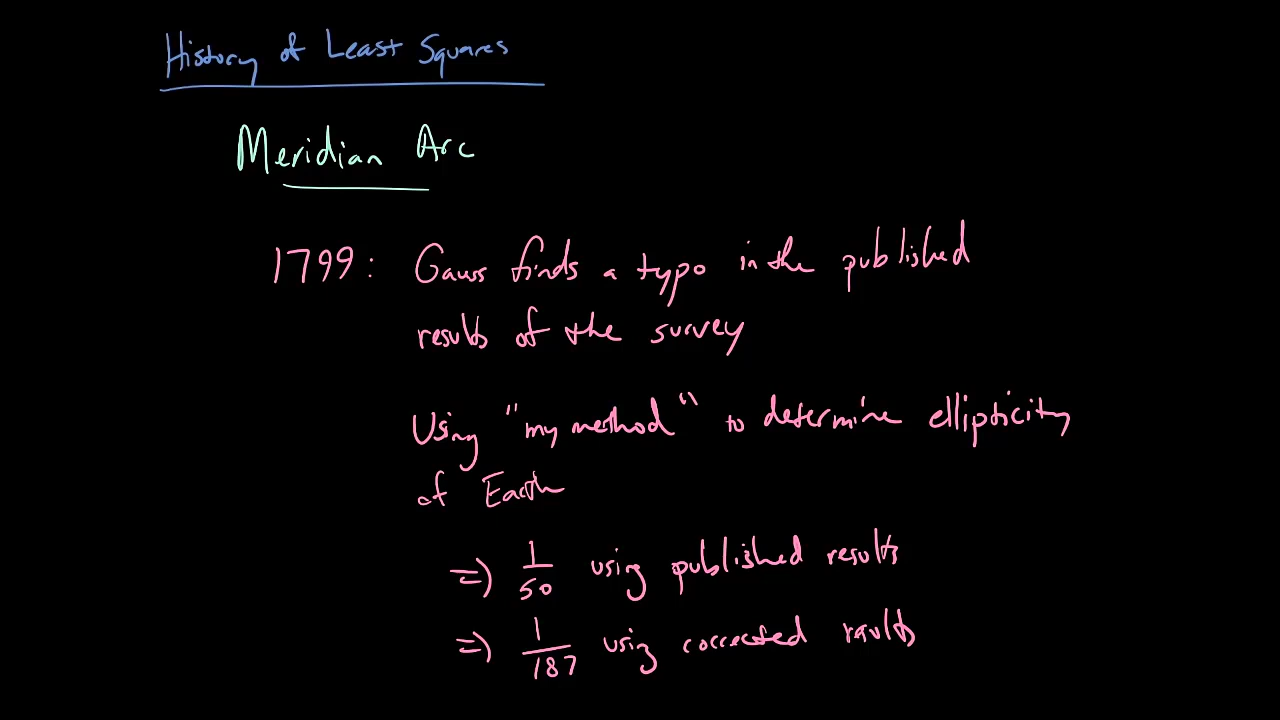 History of Least Squares
Meridian Arc
1799: Gauss finds a typo in the published
results of the survey
Using "my method" to determine ellipticity
of Earth
=> 1/50 using published results
=> 1/187 using corrected results